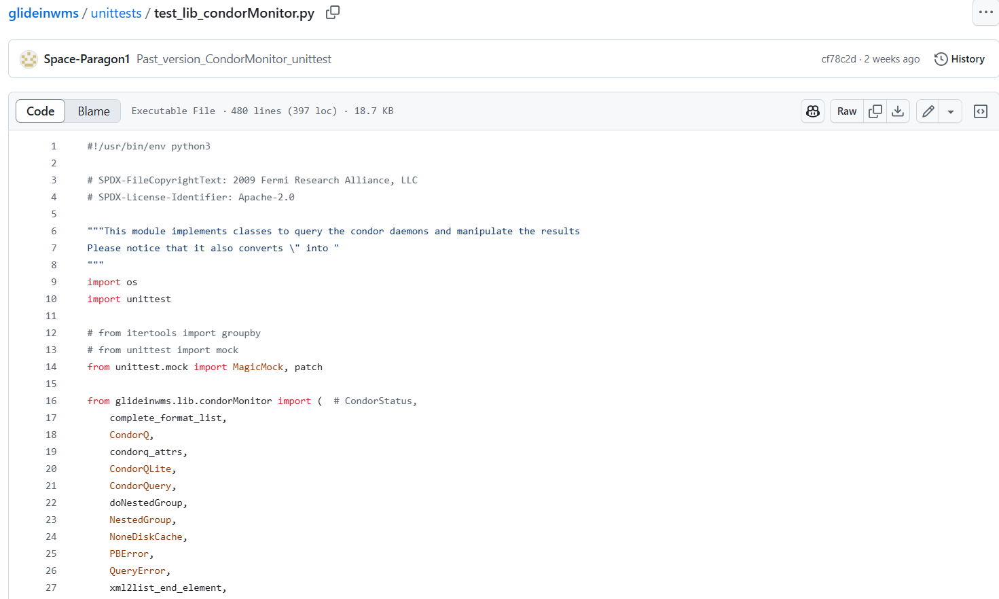 glideinwms / unittests / test_lib_condorMonitor.py
Space-Paragon1 Past_version_CondorMonitor_unittest cf78c2d · 2 weeks ago History
Code Blame Executable File · 480 lines (397 loc) · 18.7 KB Raw
1 #!/usr/bin/env python3
2
3 # SPDX-FileCopyrightText: 2009 Fermi Research Alliance, LLC
4 # SPDX-License-Identifier: Apache-2.0
5
6 """This module implements classes to query the condor daemons and manipulate the results
7 Please notice that it also converts \" into "
8 """
9 import os
10 import unittest
11
12 # from itertools import groupby
13 # from unittest import mock
14 from unittest.mock import MagicMock, patch
15
16 from glideinwms.lib.condorMonitor import (  # CondorStatus,
17     complete_format_list,
18     CondorQ,
19     condorq_attrs,
20     CondorQLite,
21     CondorQuery,
22     doNestedGroup,
23     NestedGroup,
24     NoneDiskCache,
25     PBError,
26     QueryError,
27     xml2list_end_element,